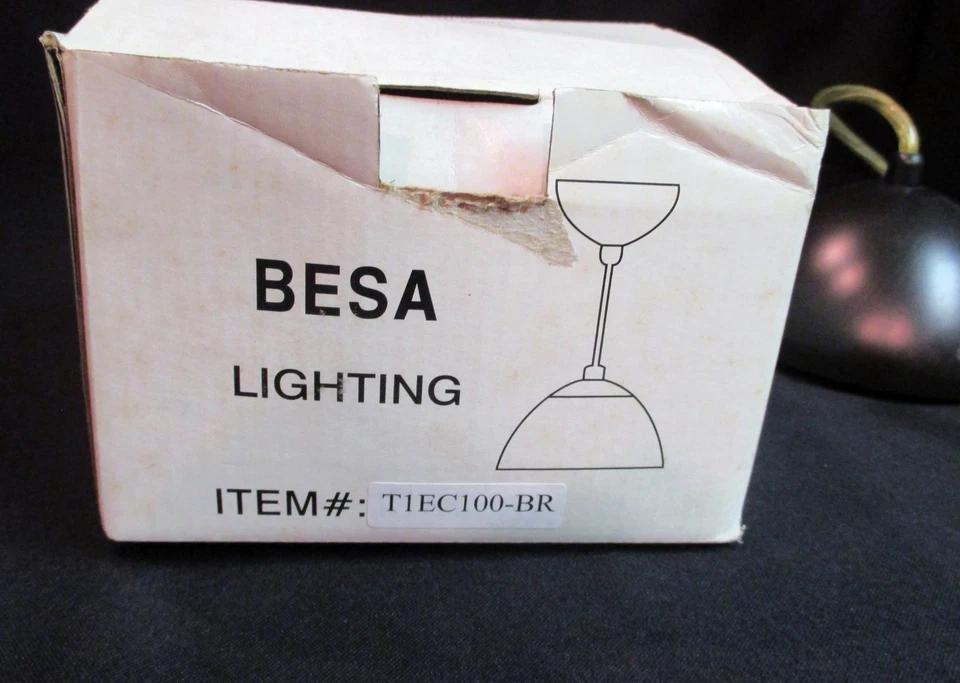 BESA
LIGHTING
ITEM#: T1EC100-BR